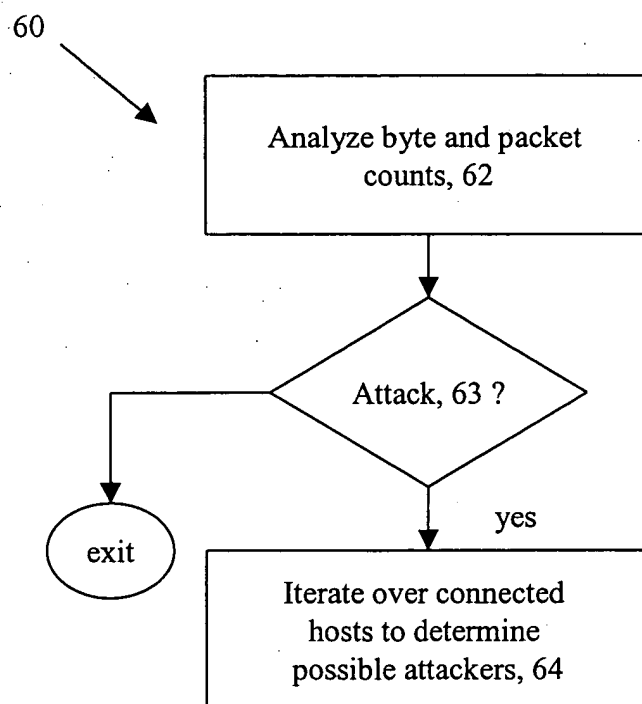 60
Analyze byte and packet
counts, 62
Attack, 63 ?
yes
exit
Iterate over connected
hosts to determine
possible attackers, 64